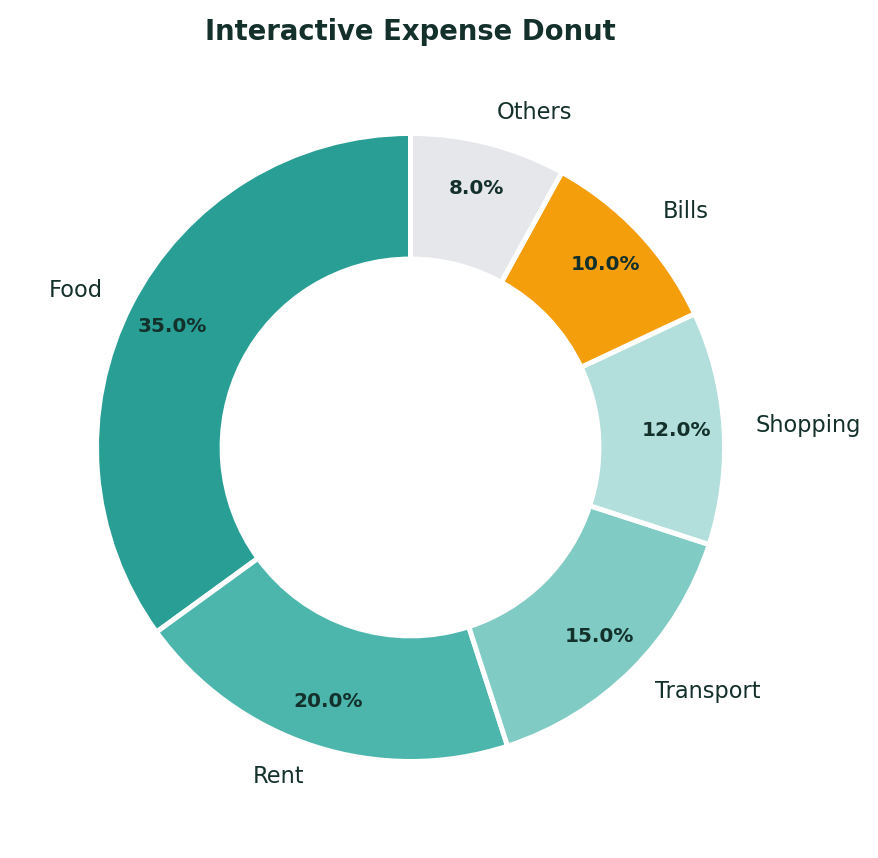 Interactive Expense Donut
Others
8.0%
Bills
10.0%
Food
35.0%
Shopping
12.0%
15.0%
Transport
20.0%
Rent